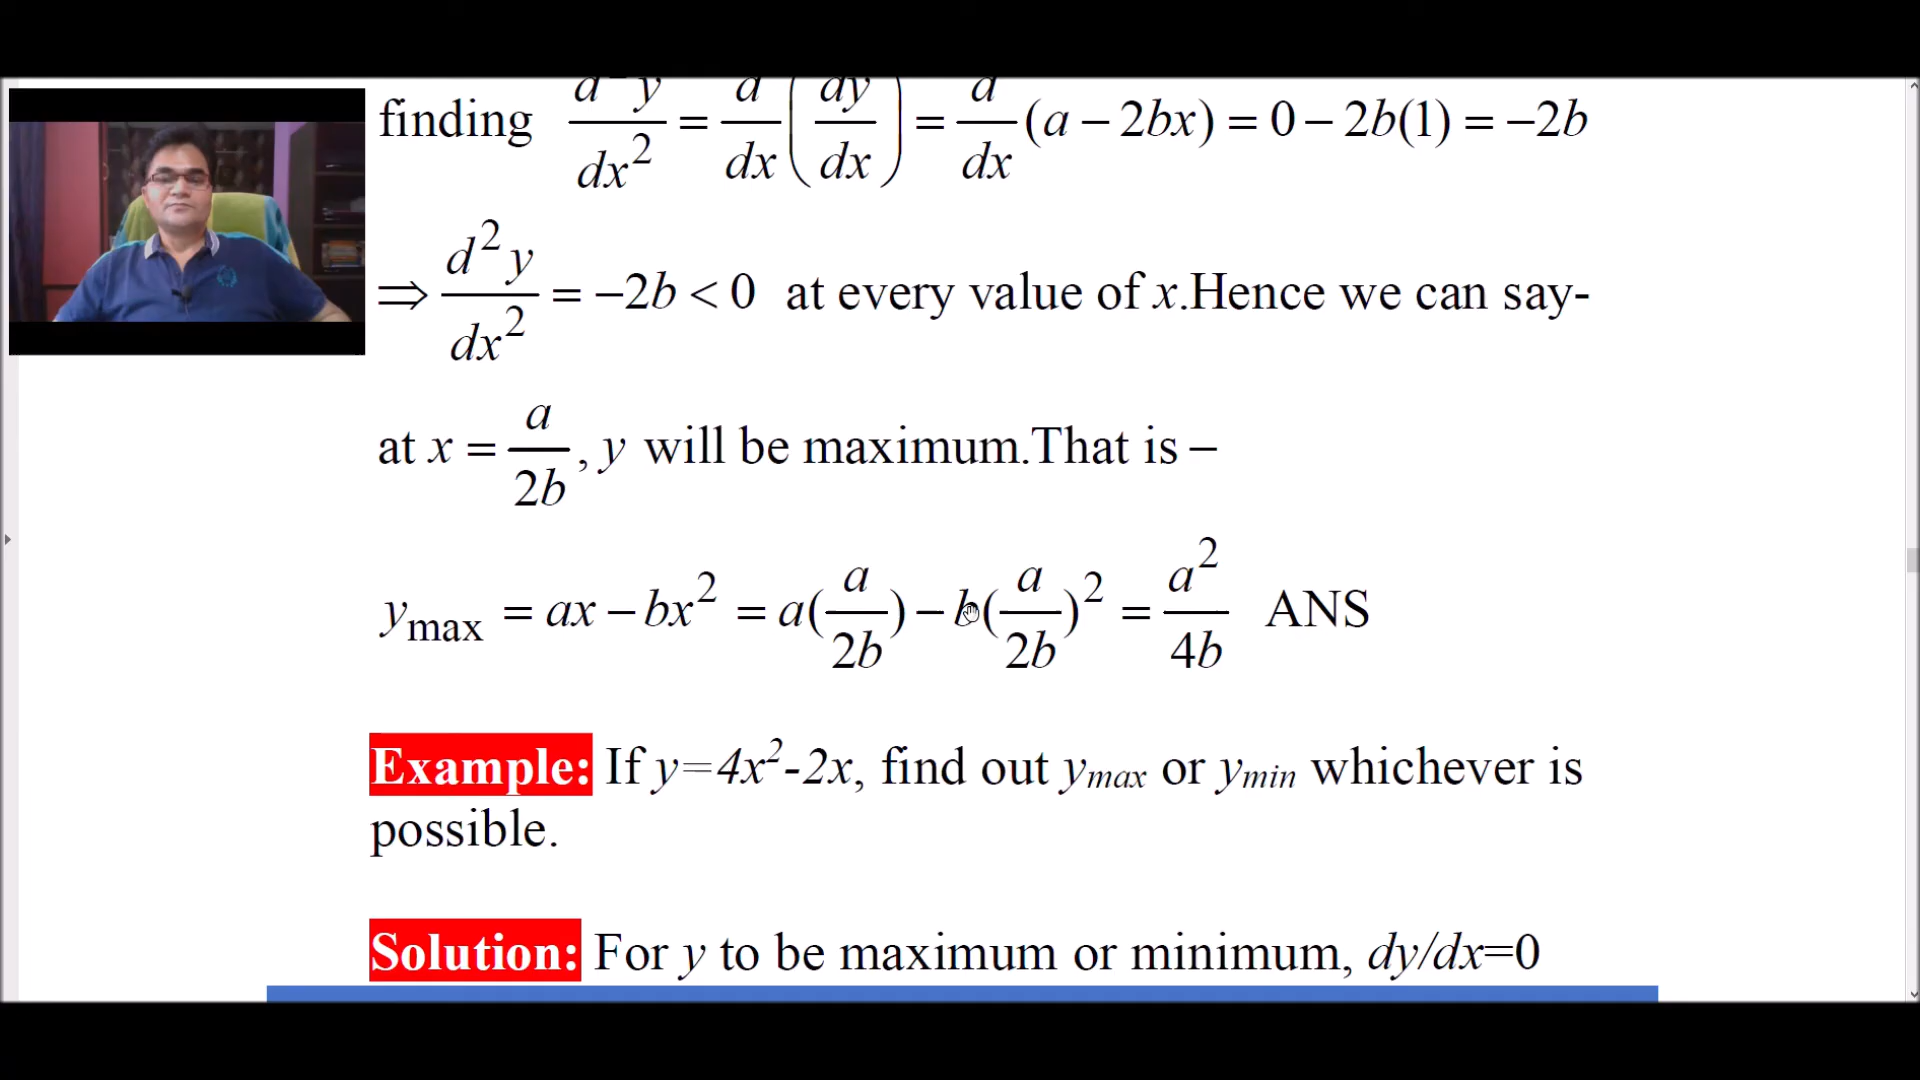 finding d²y/dx² = d/dx (dy/dx) = d/dx (a − 2bx) = 0 − 2b(1) = −2b
⇒ d²y/dx² = −2b < 0 at every value of x.Hence we can say-
at x = a/2b , y will be maximum.That is –
y_max = ax − bx² = a(a/2b) − b(a/2b)² = a²/4b ANS
Example: If y=4x²-2x, find out y_max or y_min whichever is
possible.
Solution: For y to be maximum or minimum, dy/dx=0